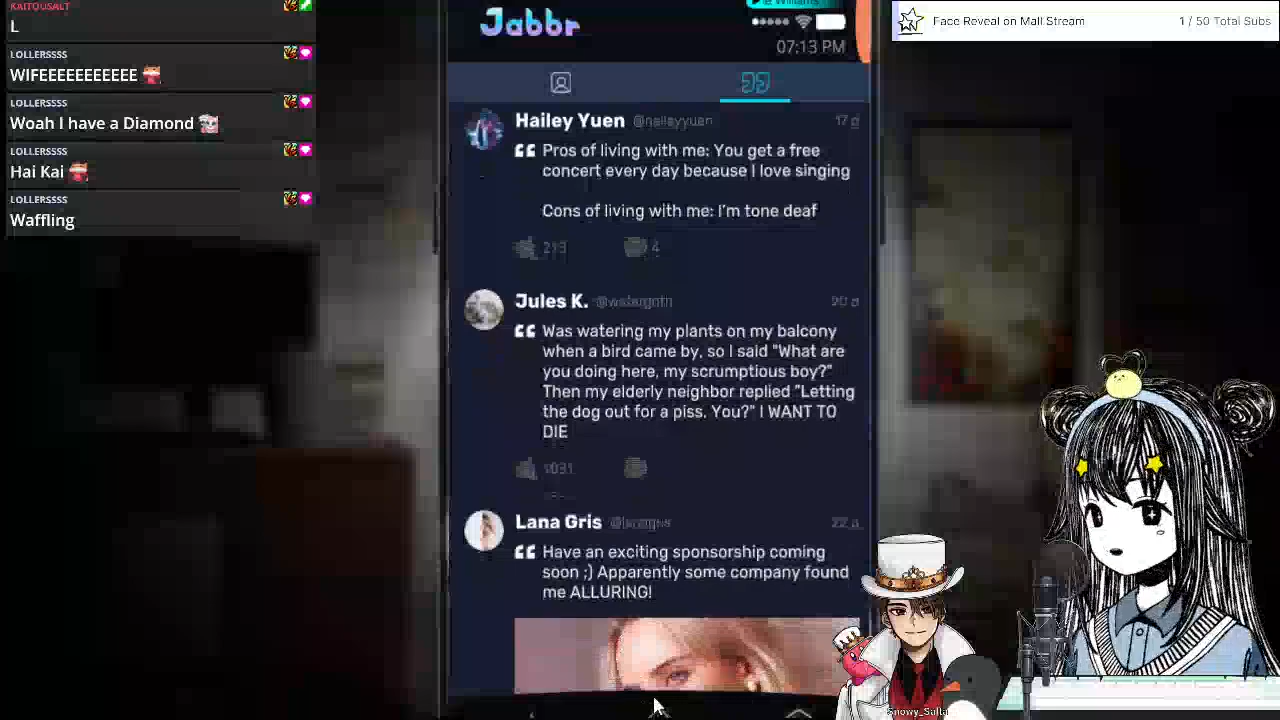 KAITOUSALT
L
LOLLERSSSS
WIFEEEEEEEEEEE
LOLLERSSSS
Woah I have a Diamond
LOLLERSSSS
Hai Kai
LOLLERSSSS
Waffling
Jabbr
07:13 PM
Hailey Yuen @haileyyuen
Pros of living with me: You get a free
concert every day because I love singing
Cons of living with me: I'm tone deaf
213 4
Jules K.
Was watering my plants on my balcony
when a bird came by, so I said "What are
you doing here, my scrumptious boy?"
Then my elderly neighbor replied "Letting
the dog out for a piss. You?" I WANT TO
DIE
1031
Lana Gris
Have an exciting sponsorship coming
soon ;) Apparently some company found
me ALLURING!
Face Reveal on Mall Stream 1 / 50 Total Subs